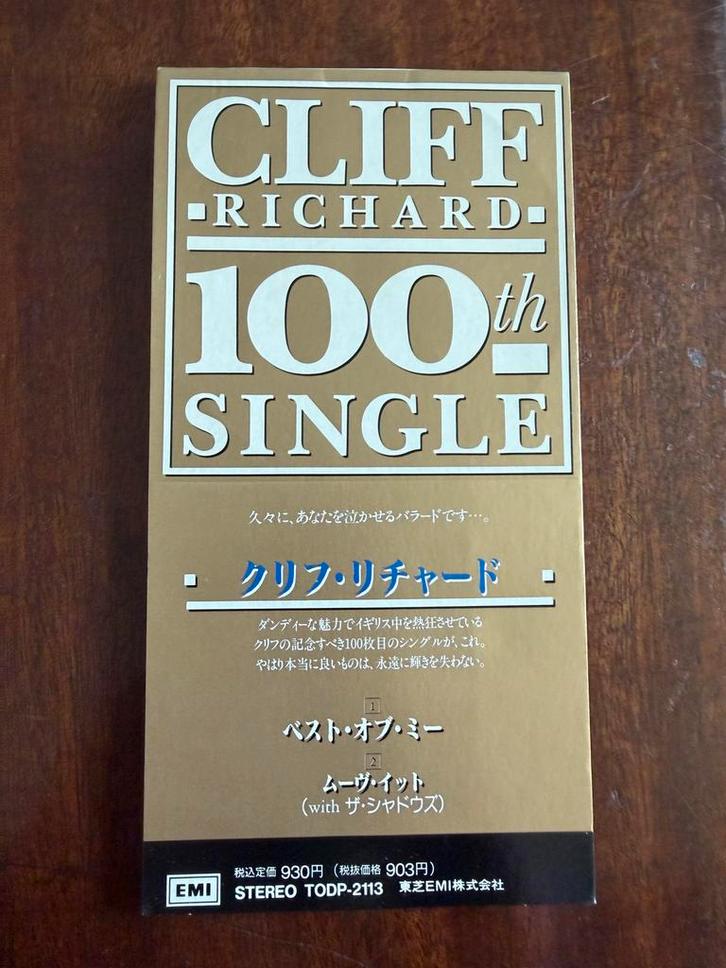 CLIFF
RICHARD
100th
SINGLE
久々に、あなたを泣かせるバラードです…。
クリフ・リチャード
ダンディーな魅力でイギリス中を熱狂させている
クリフの記念すべき100枚目のシングルが、これ。
やはり本当に良いものは、永遠に輝きを失わない。
1
ベスト・オブ・ミー
2
ムーヴ・イット
(with ザ・シャドウズ)
EMI 税込定価 930円 (税抜価格 903円)
STEREO TODP-2113 東芝EMI株式会社